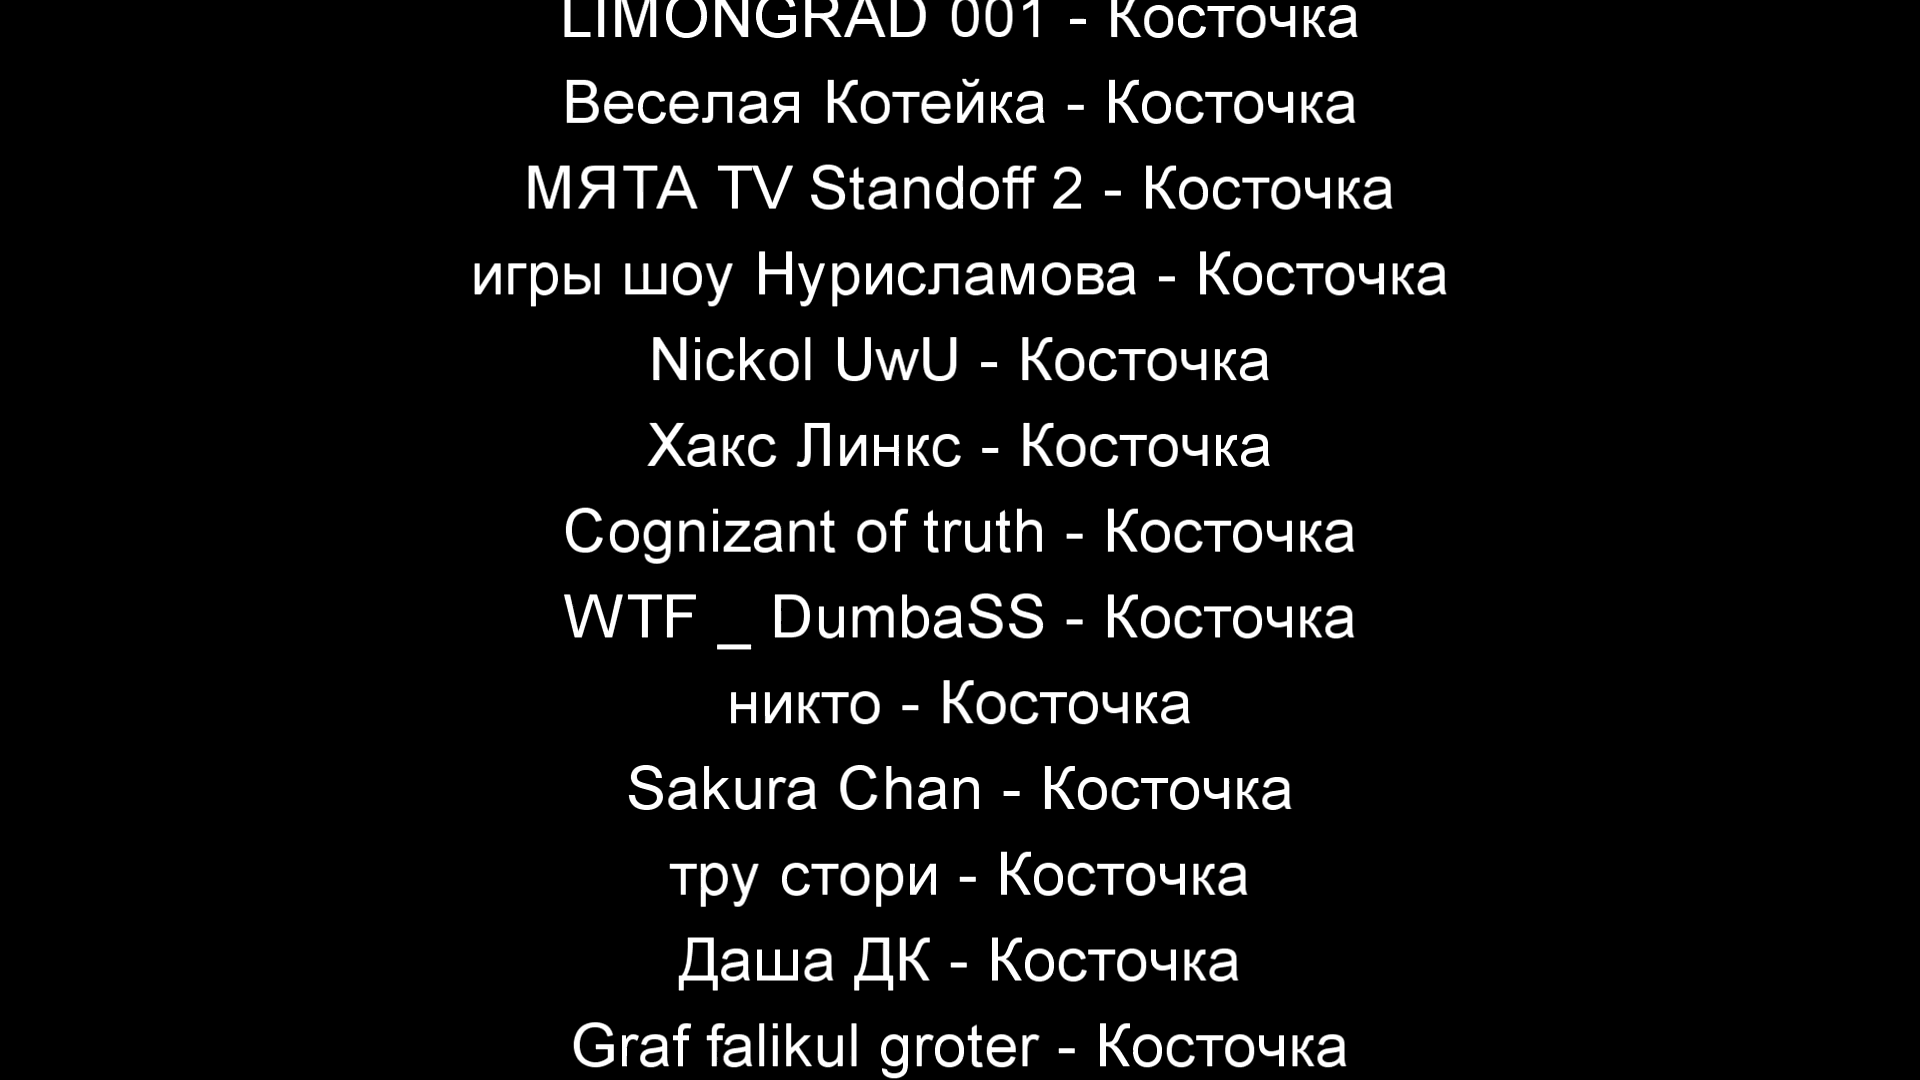 LIMONGRAD 001 - Косточка
Веселая Котейка - Косточка
МЯТА TV Standoff 2 - Косточка
игры шоу Нурисламова - Косточка
Nickol UwU - Косточка
Хакс Линкс - Косточка
Cognizant of truth - Косточка
WTF _ DumbaSS - Косточка
никто - Косточка
Sakura Chan - Косточка
тру стори - Косточка
Даша ДК - Косточка
Graf falikul groter - Косточка